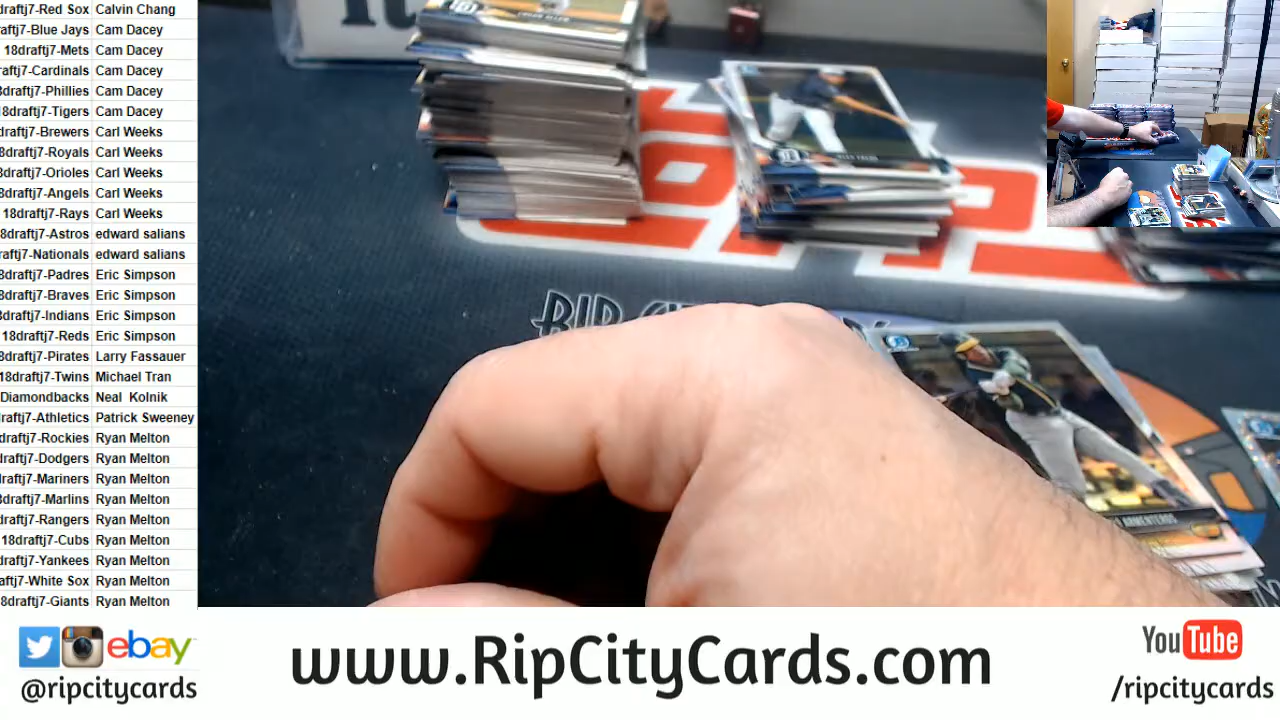 draftj7-Red Sox Calvin Chang
raftj7-Blue Jays Cam Dacey
18draftj7-Mets Cam Dacey
aftj7-Cardinals Cam Dacey
draftj7-Phillies Cam Dacey
8draftj7-Tigers Cam Dacey
draftj7-Brewers Carl Weeks
8draftj7-Royals Carl Weeks
8draftj7-Orioles Carl Weeks
8draftj7-Angels Carl Weeks
18draftj7-Rays Carl Weeks
8draftj7-Astros edward salians
aftj7-Nationals edward salians
8draftj7-Padres Eric Simpson
8draftj7-Braves Eric Simpson
8draftj7-Indians Eric Simpson
18draftj7-Reds Eric Simpson
8draftj7-Pirates Larry Fassauer
18draftj7-Twins Michael Tran
Diamondbacks Neal Kolnik
raftj7-Athletics Patrick Sweeney
draftj7-Rockies Ryan Melton
draftj7-Dodgers Ryan Melton
draftj7-Mariners Ryan Melton
8draftj7-Marlins Ryan Melton
draftj7-Rangers Ryan Melton
18draftj7-Cubs Ryan Melton
draftj7-Yankees Ryan Melton
aftj7-White Sox Ryan Melton
8draftj7-Giants Ryan Melton
RIP
ARMENTEROS
ebay
@ripcitycards
www.RipCityCards.com
YouTube
/ripcitycards